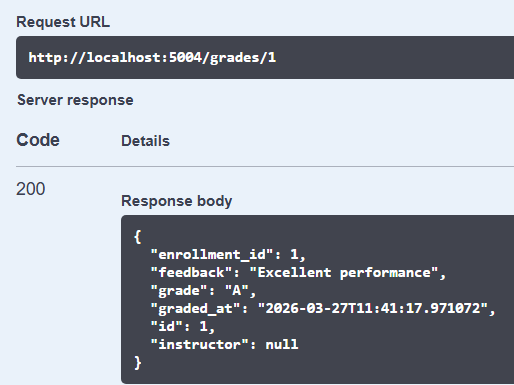 Request URL
http://localhost:5004/grades/1
Server response
Code Details
200
Response body
{
  "enrollment_id": 1,
  "feedback": "Excellent performance",
  "grade": "A",
  "graded_at": "2026-03-27T11:41:17.971072",
  "id": 1,
  "instructor": null
}